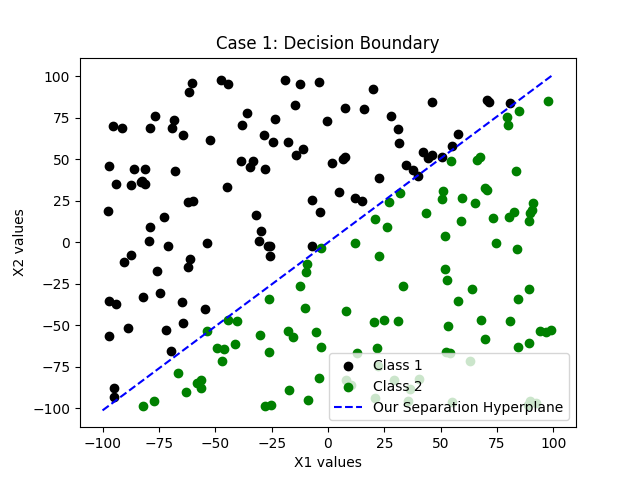 Case 1: Decision Boundary
100
75
50
25
0
−25
−50
−75
−100
X2 values
Class 1
Class 2
Our Separation Hyperplane
−100 −75 −50 −25 0 25 50 75 100
X1 values